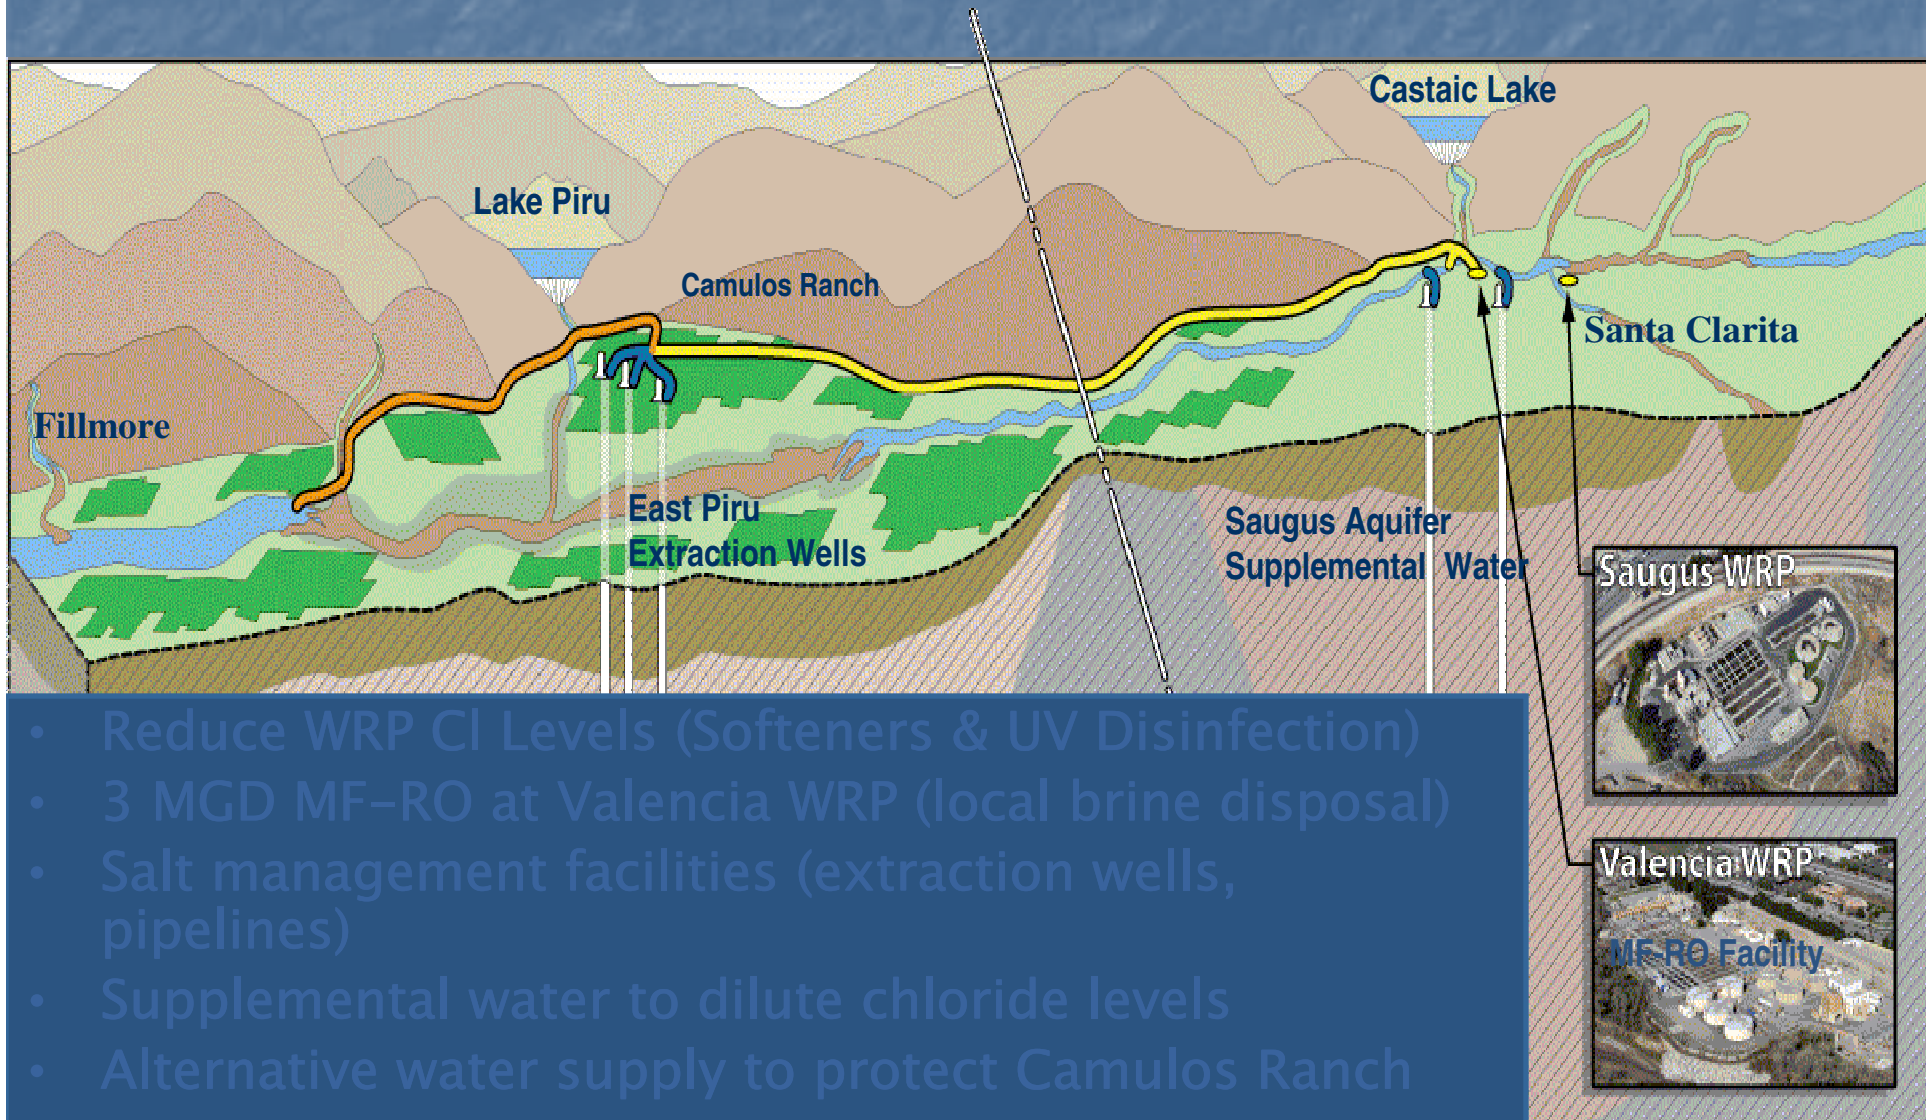 Castaic Lake
Lake Piru
Camulos Ranch
Santa Clarita
Fillmore
East Piru
Extraction Wells
Saugus Aquifer
Supplemental Water
Saugus WRP
Valencia WRP
MF-RO Facility
• Reduce WRP Cl Levels (Softeners & UV Disinfection)
• 3 MGD MF-RO at Valencia WRP (local brine disposal)
• Salt management facilities (extraction wells,
pipelines)
• Supplemental water to dilute chloride levels
• Alternative water supply to protect Camulos Ranch